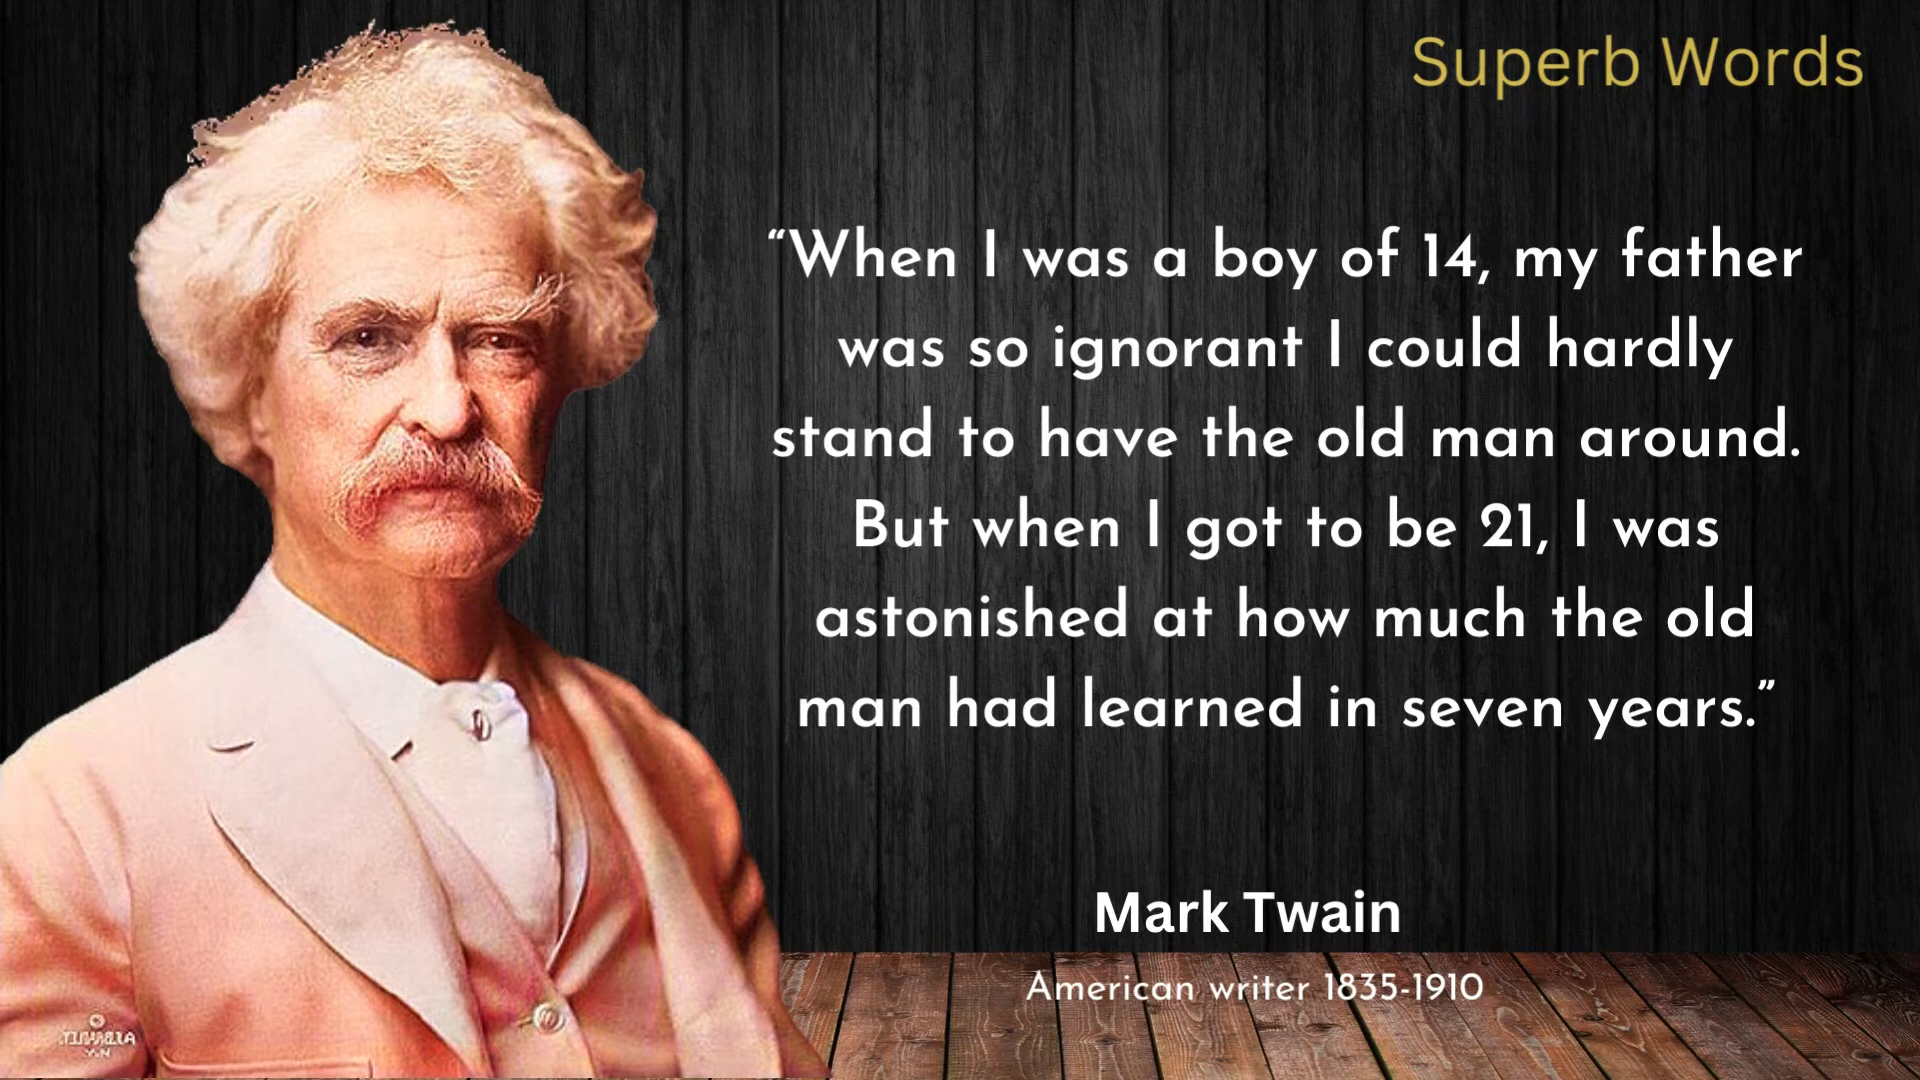 Superb Words
“When I was a boy of 14, my father
was so ignorant I could hardly
stand to have the old man around.
But when I got to be 21, I was
astonished at how much the old
man had learned in seven years.”
Mark Twain
American writer 1835-1910